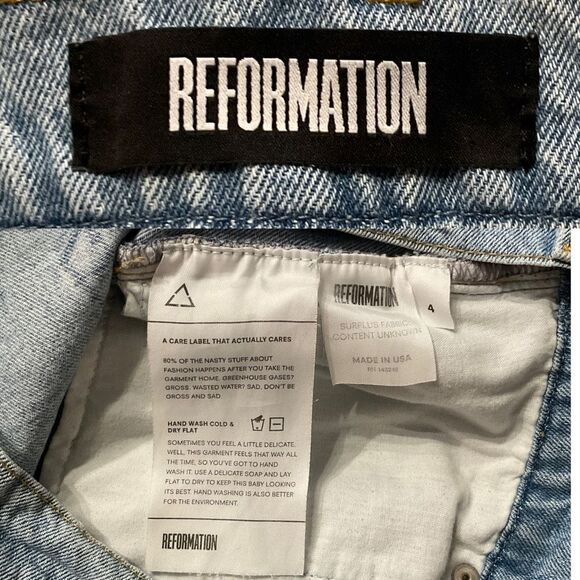 REFORMATION
A CARE LABEL THAT ACTUALLY CARES
80% OF THE NASTY STUFF ABOUT
FASHION HAPPENS AFTER YOU TAKE THE
GARMENT HOME. GREENHOUSE GASES?
GROSS. WASTED WATER? SAD. DON'T BE
GROSS AND SAD.
HAND WASH COLD &
DRY FLAT
SOMETIMES YOU FEEL A LITTLE DELICATE.
WELL, THIS GARMENT FEELS THAT WAY ALL
THE TIME, SO YOU'VE GOT TO HAND
WASH IT. USE A DELICATE SOAP AND LAY
FLAT TO DRY TO KEEP THIS BABY LOOKING
ITS BEST. HAND WASHING IS ALSO BETTER
FOR THE ENVIRONMENT.
REFORMATION
REFORMATION
SURPLUS FABRIC
CONTENT UNKNOWN
MADE IN USA
4